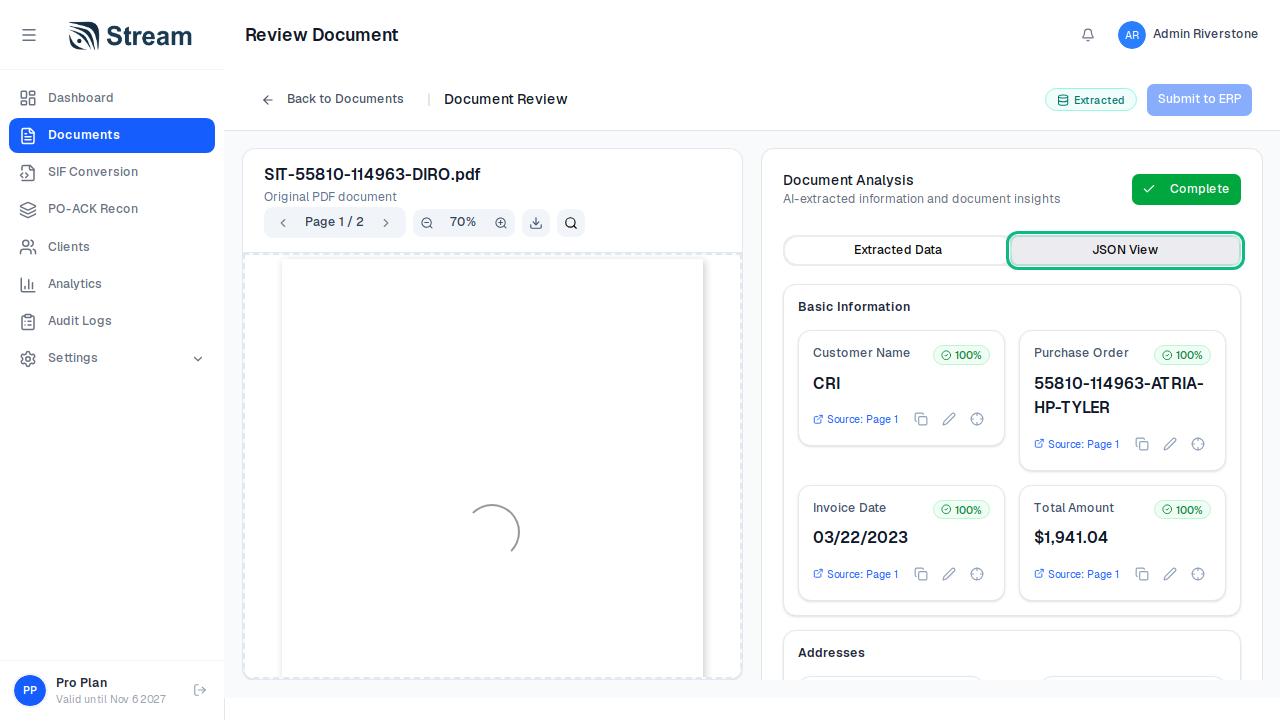 Stream
Review Document
AR
Admin Riverstone
Dashboard
Documents
SIF Conversion
PO-ACK Recon
Clients
Analytics
Audit Logs
Settings
PP
Pro Plan
Valid until Nov 6 2027
Back to Documents
Document Review
Extracted
Submit to ERP
SIT-55810-114963-DIRO.pdf
Original PDF document
Page 1 / 2
70%
Document Analysis
AI-extracted information and document insights
Complete
Extracted Data
JSON View
Basic Information
Customer Name
100%
CRI
Source: Page 1
Purchase Order
100%
55810-114963-ATRIA-
HP-TYLER
Source: Page 1
Invoice Date
100%
03/22/2023
Source: Page 1
Total Amount
100%
$1,941.04
Source: Page 1
Addresses